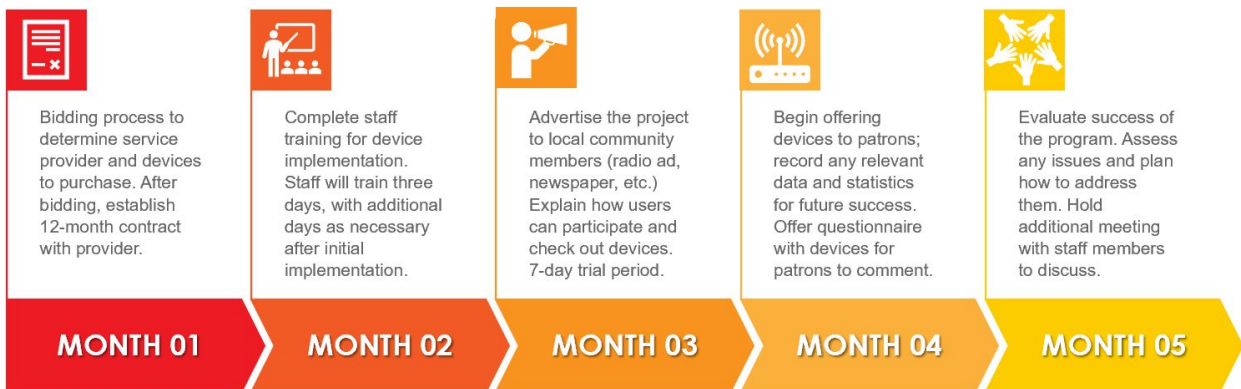 Bidding process to
determine service
provider and devices
to purchase. After
bidding, establish
12-month contract
with provider.
MONTH 01
Complete staff
training for device
implementation.
Staff will train three
days, with additional
days as necessary
after initial
implementation.
MONTH 02
Advertise the project
to local community
members (radio ad,
newspaper, etc.)
Explain how users
can participate and
check out devices.
7-day trial period.
MONTH 03
Begin offering
devices to patrons;
record any relevant
data and statistics
for future success.
Offer questionnaire
with devices for
patrons to comment.
MONTH 04
Evaluate success of
the program. Assess
any issues and plan
how to address
them. Hold
additional meeting
with staff members
to discuss.
MONTH 05